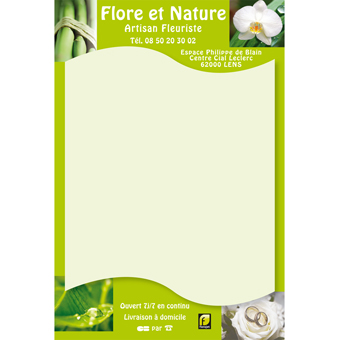 Flore et Nature
Artisan Fleuriste
Tél. 08 50 20 30 02
Espace Philippe de Blain
Centre Cial Leclerc
62000 LENS
Ouvert 7J/7 en continu
Livraison à domicile
par